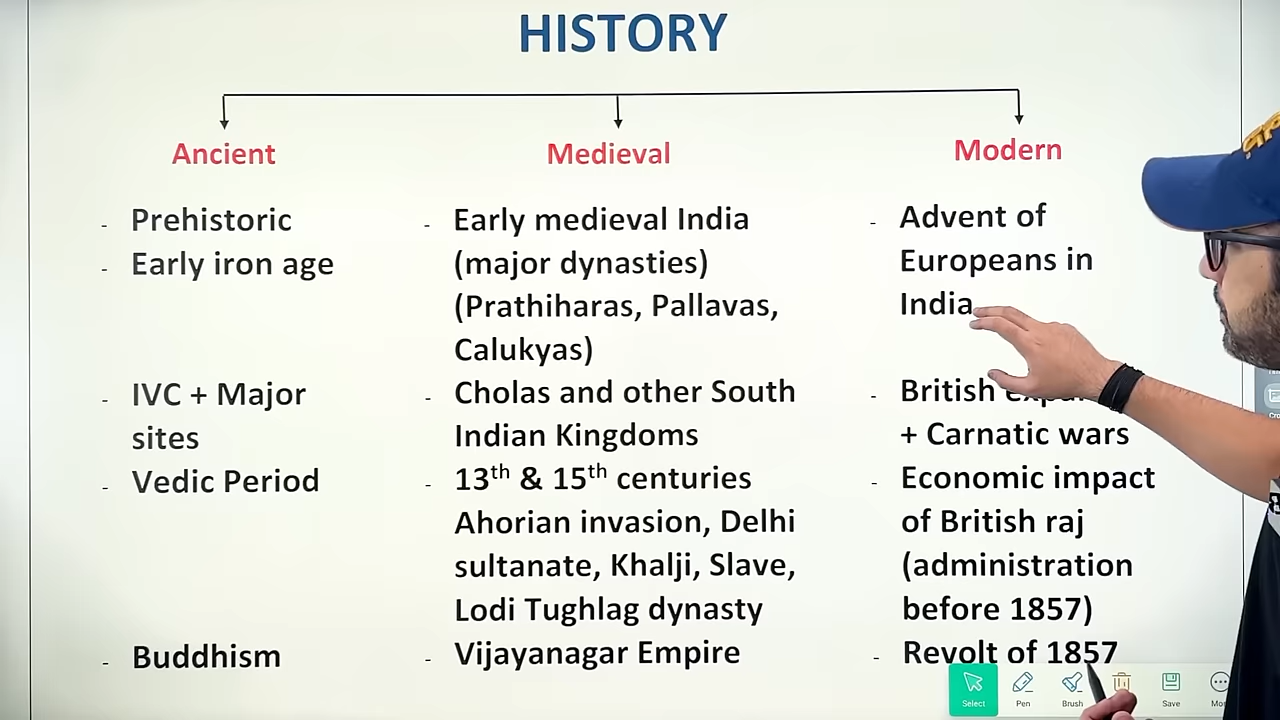 HISTORY
Ancient
Medieval
Modern
- Prehistoric
- Early iron age
- IVC + Major
sites
- Vedic Period
- Buddhism
- Early medieval India
(major dynasties)
(Prathiharas, Pallavas,
Calukyas)
- Cholas and other South
Indian Kingdoms
- 13th & 15th centuries
Ahorian invasion, Delhi
sultanate, Khalji, Slave,
Lodi Tughlag dynasty
- Vijayanagar Empire
- Advent of
Europeans in
India
- British
+ Carnatic wars
- Economic impact
of British raj
(administration
before 1857)
- Revolt of 1857
Select
Pen
Brush
Save